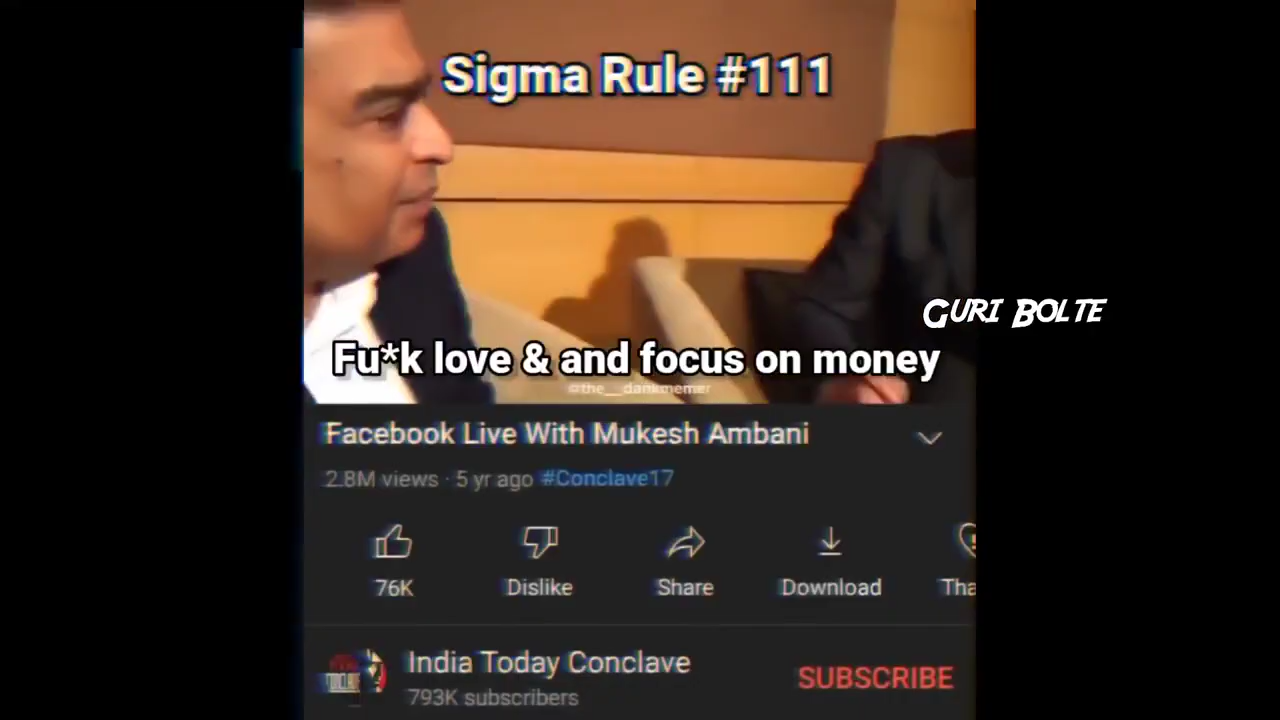 Sigma Rule #111
GURI BOLTE
Fu*k love & and focus on money
@the__dankmemer
Facebook Live With Mukesh Ambani
2.8M views · 5 yr ago #Conclave17
76K Dislike Share Download Tha
India Today Conclave
793K subscribers
SUBSCRIBE